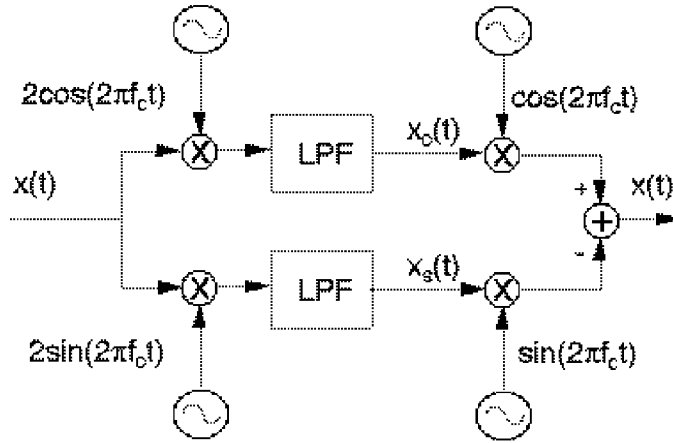 2cos(2πfct)
cos(2πfct)
X
LPF
xc(t)
X
x(t)
+
x(t)
+
-
X
LPF
xs(t)
X
2sin(2πfct)
sin(2πfct)